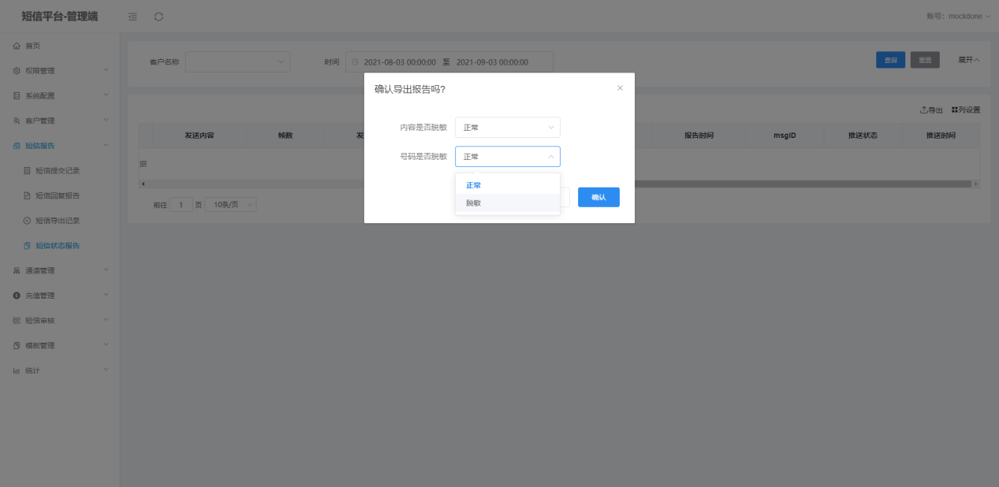 短信平台-管理端
账号：mockdone
首页
权限管理
系统配置
客户管理
短信报告
短信提交记录
短信回复报告
短信导出记录
短信状态报告
通道管理
充值管理
短信审核
模板管理
统计
客户名称
时间 2021-08-03 00:00:00 至 2021-09-03 00:00:00
查询 重置 展开
导出 列设置
发送内容 帧数 发 报告时间 msgID 推送状态 推送时间
据
前往 1 页 10条/页
确认导出报告吗?
内容是否脱敏 正常
号码是否脱敏 正常
正常
脱敏
确认